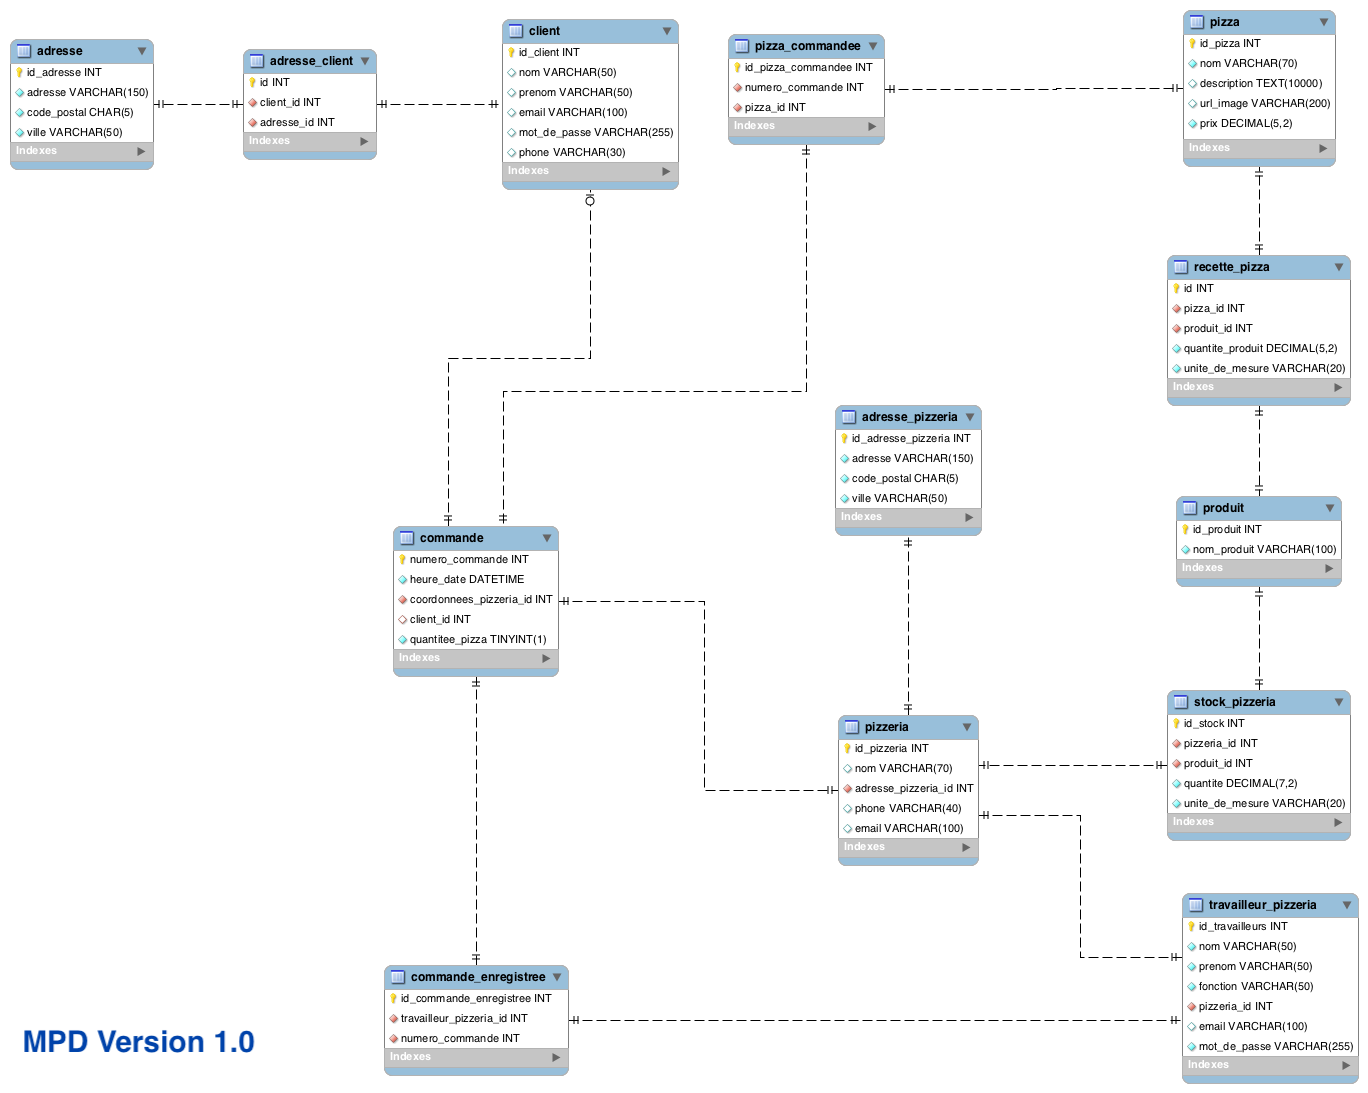 adresse
id_adresse INT
adresse VARCHAR(150)
code_postal CHAR(5)
ville VARCHAR(50)
Indexes
adresse_client
id INT
client_id INT
adresse_id INT
Indexes
client
id_client INT
nom VARCHAR(50)
prenom VARCHAR(50)
email VARCHAR(100)
mot_de_passe VARCHAR(255)
phone VARCHAR(30)
Indexes
pizza_commandee
id_pizza_commandee INT
numero_commande INT
pizza_id INT
Indexes
pizza
id_pizza INT
nom VARCHAR(70)
description TEXT(10000)
url_image VARCHAR(200)
prix DECIMAL(5,2)
Indexes
recette_pizza
id INT
pizza_id INT
produit_id INT
quantite_produit DECIMAL(5,2)
unite_de_mesure VARCHAR(20)
Indexes
adresse_pizzeria
id_adresse_pizzeria INT
adresse VARCHAR(150)
code_postal CHAR(5)
ville VARCHAR(50)
Indexes
produit
id_produit INT
nom_produit VARCHAR(100)
Indexes
commande
numero_commande INT
heure_date DATETIME
coordonnees_pizzeria_id INT
client_id INT
quantitee_pizza TINYINT(1)
Indexes
pizzeria
id_pizzeria INT
nom VARCHAR(70)
adresse_pizzeria_id INT
phone VARCHAR(40)
email VARCHAR(100)
Indexes
stock_pizzeria
id_stock INT
pizzeria_id INT
produit_id INT
quantite DECIMAL(7,2)
unite_de_mesure VARCHAR(20)
Indexes
travailleur_pizzeria
id_travailleurs INT
nom VARCHAR(50)
prenom VARCHAR(50)
fonction VARCHAR(50)
pizzeria_id INT
email VARCHAR(100)
mot_de_passe VARCHAR(255)
Indexes
commande_enregistree
id_commande_enregistree INT
travailleur_pizzeria_id INT
numero_commande INT
Indexes
MPD Version 1.0